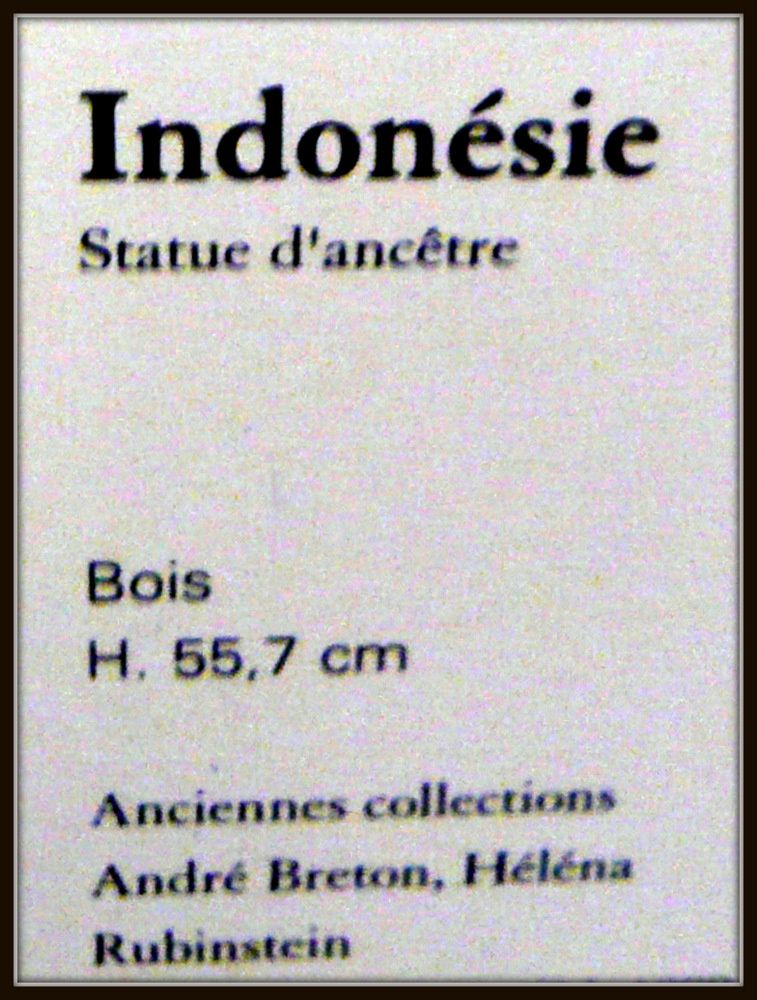 Indonésie
Statue d'ancêtre
Bois
H. 55,7 cm
Anciennes collections
André Breton, Héléna
Rubinstein